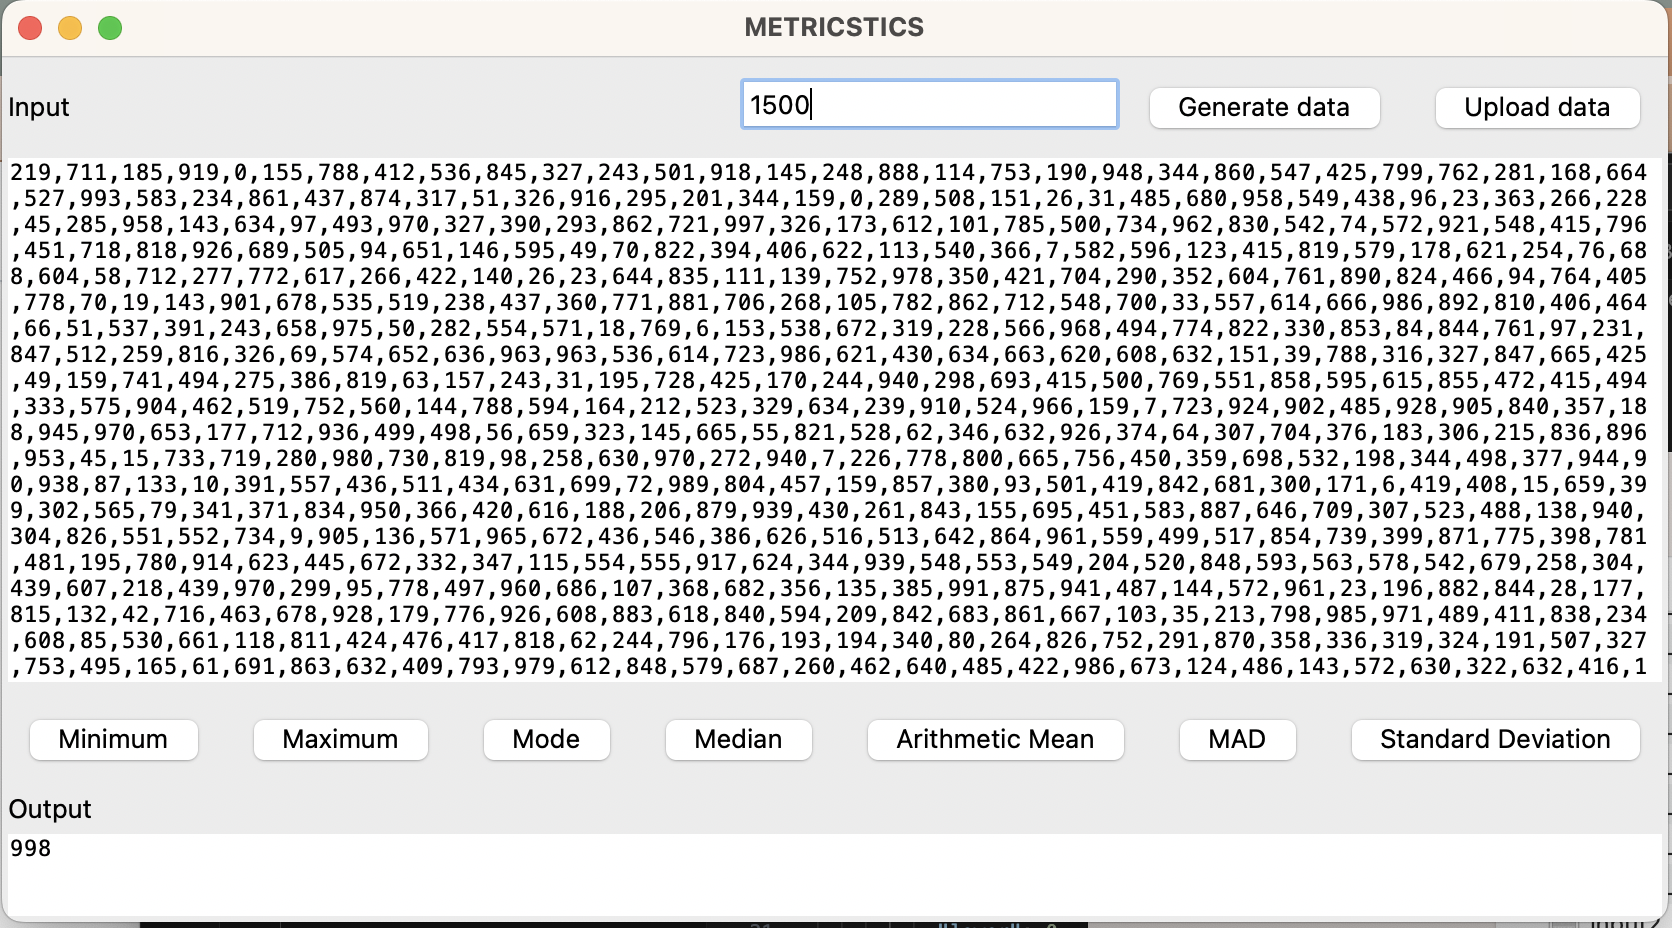 METRICSTICS
Input
1500
Generate data
Upload data
219,711,185,919,0,155,788,412,536,845,327,243,501,918,145,248,888,114,753,190,948,344,860,547,425,799,762,281,168,664
,527,993,583,234,861,437,874,317,51,326,916,295,201,344,159,0,289,508,151,26,31,485,680,958,549,438,96,23,363,266,228
,45,285,958,143,634,97,493,970,327,390,293,862,721,997,326,173,612,101,785,500,734,962,830,542,74,572,921,548,415,796
,451,718,818,926,689,505,94,651,146,595,49,70,822,394,406,622,113,540,366,7,582,596,123,415,819,579,178,621,254,76,68
8,604,58,712,277,772,617,266,422,140,26,23,644,835,111,139,752,978,350,421,704,290,352,604,761,890,824,466,94,764,405
,778,70,19,143,901,678,535,519,238,437,360,771,881,706,268,105,782,862,712,548,700,33,557,614,666,986,892,810,406,464
,66,51,537,391,243,658,975,50,282,554,571,18,769,6,153,538,672,319,228,566,968,494,774,822,330,853,84,844,761,97,231,
847,512,259,816,326,69,574,652,636,963,963,536,614,723,986,621,430,634,663,620,608,632,151,39,788,316,327,847,665,425
,49,159,741,494,275,386,819,63,157,243,31,195,728,425,170,244,940,298,693,415,500,769,551,858,595,615,855,472,415,494
,333,575,904,462,519,752,560,144,788,594,164,212,523,329,634,239,910,524,966,159,7,723,924,902,485,928,905,840,357,18
8,945,970,653,177,712,936,499,498,56,659,323,145,665,55,821,528,62,346,632,926,374,64,307,704,376,183,306,215,836,896
,953,45,15,733,719,280,980,730,819,98,258,630,970,272,940,7,226,778,800,665,756,450,359,698,532,198,344,498,377,944,9
0,938,87,133,10,391,557,436,511,434,631,699,72,989,804,457,159,857,380,93,501,419,842,681,300,171,6,419,408,15,659,39
9,302,565,79,341,371,834,950,366,420,616,188,206,879,939,430,261,843,155,695,451,583,887,646,709,307,523,488,138,940,
304,826,551,552,734,9,905,136,571,965,672,436,546,386,626,516,513,642,864,961,559,499,517,854,739,399,871,775,398,781
,481,195,780,914,623,445,672,332,347,115,554,555,917,624,344,939,548,553,549,204,520,848,593,563,578,542,679,258,304,
439,607,218,439,970,299,95,778,497,960,686,107,368,682,356,135,385,991,875,941,487,144,572,961,23,196,882,844,28,177,
815,132,42,716,463,678,928,179,776,926,608,883,618,840,594,209,842,683,861,667,103,35,213,798,985,971,489,411,838,234
,608,85,530,661,118,811,424,476,417,818,62,244,796,176,193,194,340,80,264,826,752,291,870,358,336,319,324,191,507,327
,753,495,165,61,691,863,632,409,793,979,612,848,579,687,260,462,640,485,422,986,673,124,486,143,572,630,322,632,416,1
Minimum
Maximum
Mode
Median
Arithmetic Mean
MAD
Standard Deviation
Output
998